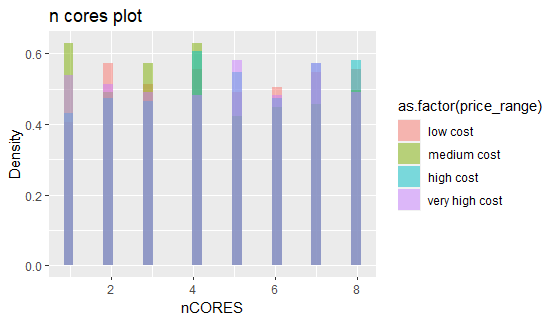 n cores plot
Density
0.6
0.4
0.2
0.0
2 4 6 8
nCORES
as.factor(price_range)
low cost
medium cost
high cost
very high cost